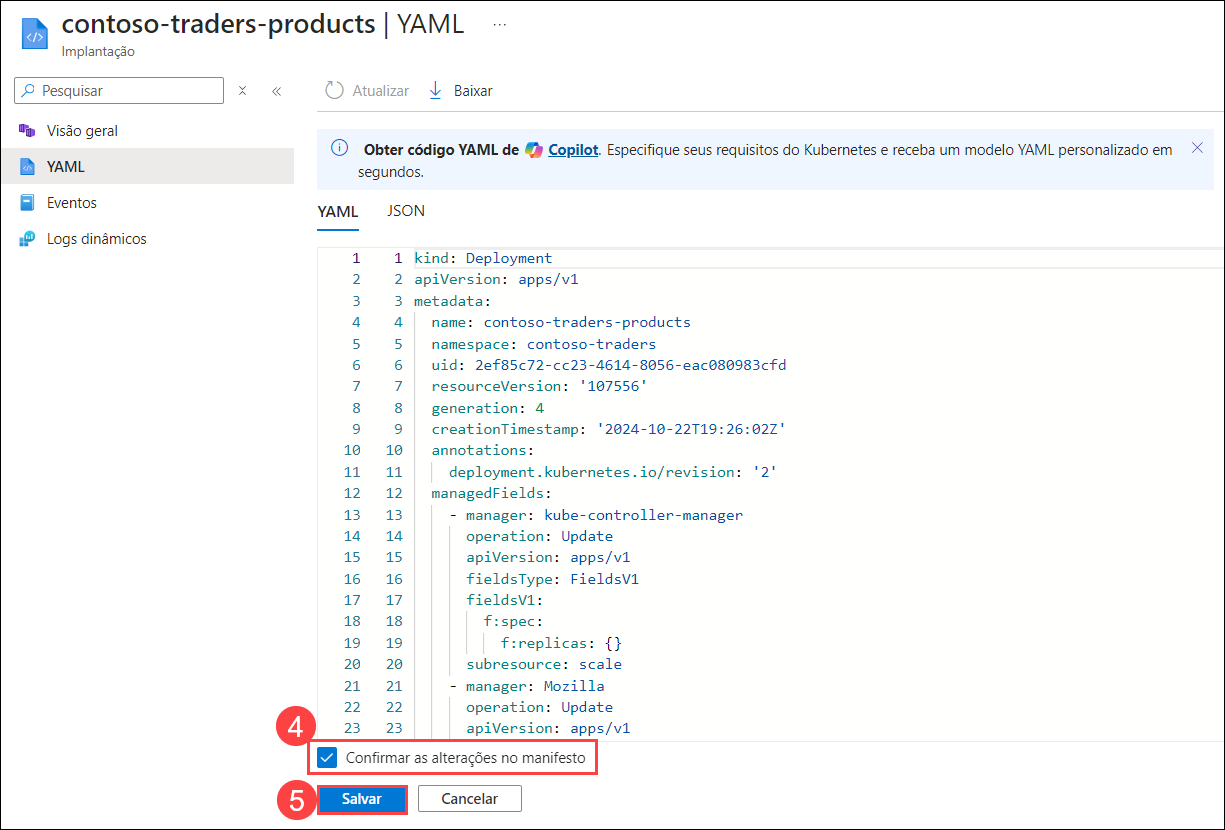 contoso-traders-products | YAML ...
Implantação
Pesquisar
Visão geral
YAML
Eventos
Logs dinâmicos
Atualizar Baixar
Obter código YAML de Copilot. Especifique seus requisitos do Kubernetes e receba um modelo YAML personalizado em
segundos.
YAML JSON
1 1 kind: Deployment
2 2 apiVersion: apps/v1
3 3 metadata:
4 4 name: contoso-traders-products
5 5 namespace: contoso-traders
6 6 uid: 2ef85c72-cc23-4614-8056-eac080983cfd
7 7 resourceVersion: '107556'
8 8 generation: 4
9 9 creationTimestamp: '2024-10-22T19:26:02Z'
10 10 annotations:
11 11 deployment.kubernetes.io/revision: '2'
12 12 managedFields:
13 13 - manager: kube-controller-manager
14 14 operation: Update
15 15 apiVersion: apps/v1
16 16 fieldsType: FieldsV1
17 17 fieldsV1:
18 18 f:spec:
19 19 f:replicas: {}
20 20 subresource: scale
21 21 - manager: Mozilla
22 22 operation: Update
23 23 apiVersion: apps/v1
4 Confirmar as alterações no manifesto
5 Salvar Cancelar